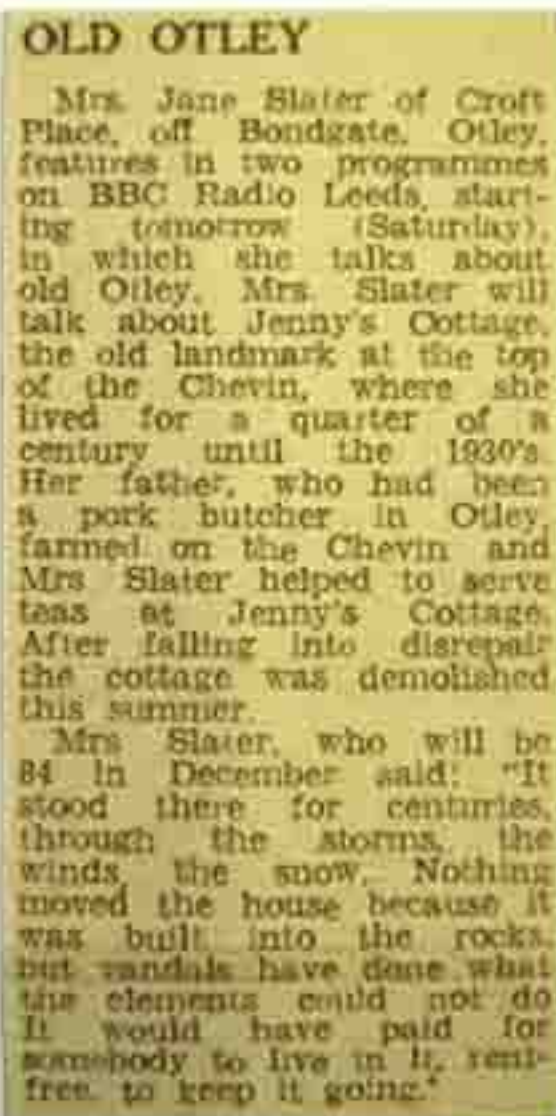 OLD OTLEY
Mrs. Jane Slater of Croft
Place, off Bondgate, Otley,
features in two programmes
on BBC Radio Leeds, start-
ing tomorrow (Saturday),
in which she talks about
old Otley. Mrs. Slater will
talk about Jenny's Cottage,
the old landmark at the top
of the Chevin, where she
lived for a quarter of a
century until the 1930's.
Her father, who had been
a pork butcher in Otley,
farmed on the Chevin and
Mrs Slater helped to serve
teas at Jenny's Cottage.
After falling into disrepair
the cottage was demolished
this summer.
Mrs Slater, who will be
84 in December said: "It
stood there for centuries,
through the storms, the
winds, the snow. Nothing
moved the house because it
was built into the rocks,
but vandals have done what
the elements could not do
It would have paid for
somebody to live in it, rent-
free, to keep it going."